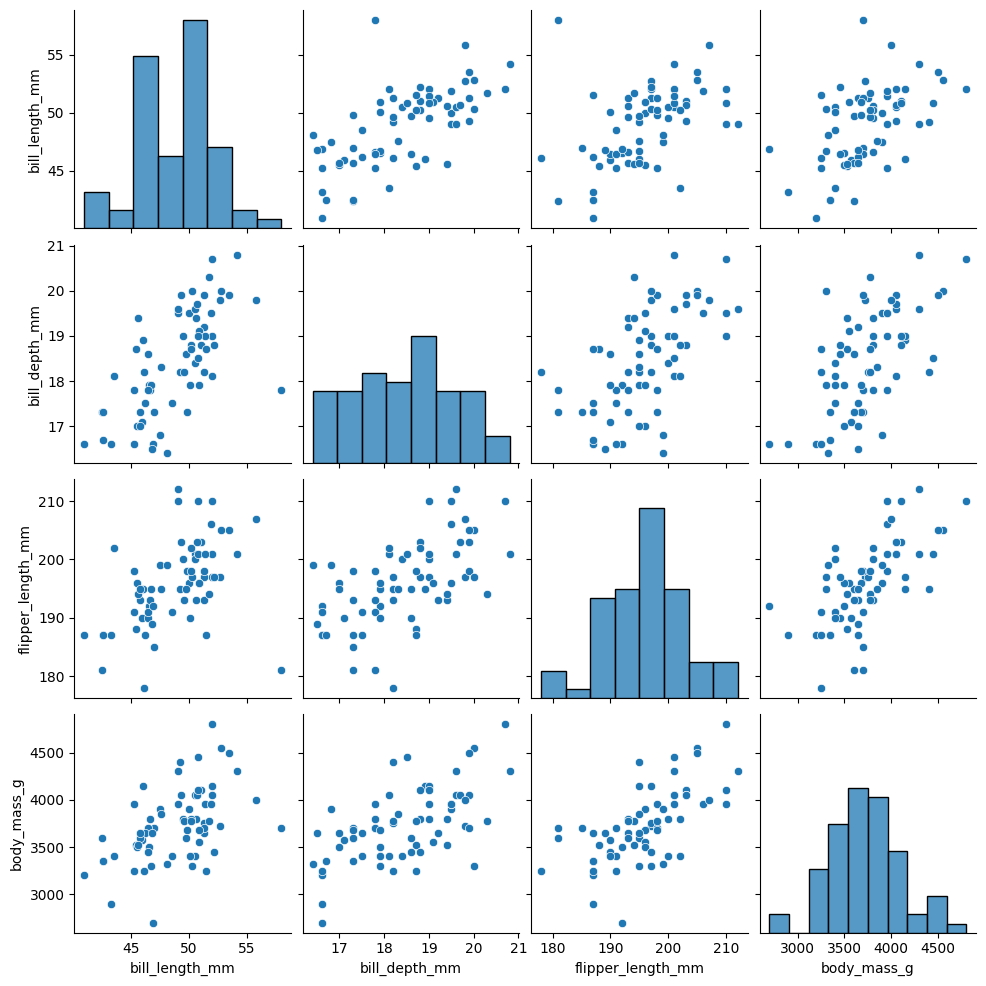 bill_length_mm
55
50
45
bill_depth_mm
21
20
19
18
17
flipper_length_mm
210
200
190
180
body_mass_g
4500
4000
3500
3000
45 50 55
17 18 19 20 21
180 190 200 210
3000 3500 4000 4500
bill_length_mm bill_depth_mm flipper_length_mm body_mass_g